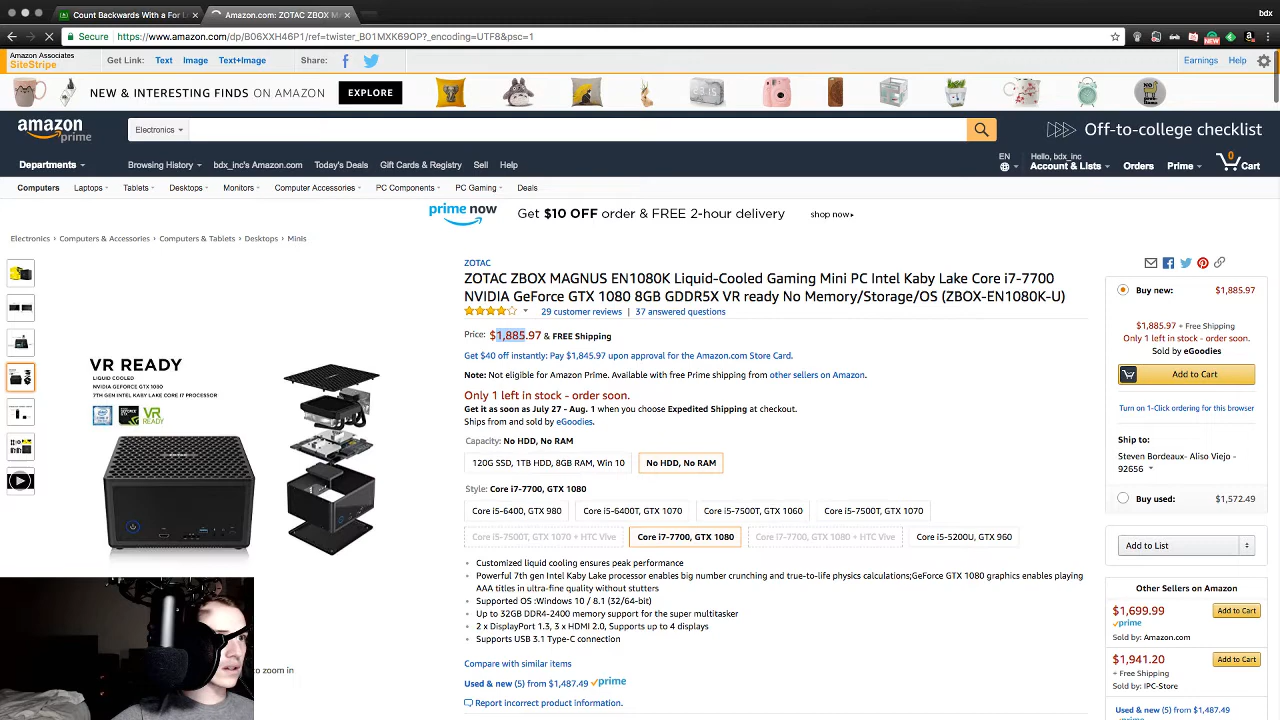 Count Backwards With a For L
Amazon.com: ZOTAC ZBOX M
bdx
Secure
https://www.amazon.com/dp/B06XXH46P1/ref=twister_B01MXK69OP?_encoding=UTF8&psc=1
Amazon Associates
SiteStripe
Get Link: Text Image Text+Image
Share:
Earnings Help
NEW & INTERESTING FINDS ON AMAZON
EXPLORE
amazon
prime
Electronics
Off-to-college checklist
Departments
Browsing History bdx_inc's Amazon.com Today's Deals Gift Cards & Registry Sell Help
EN
Hello, bdx_inc
Account & Lists Orders Prime
0
Cart
Computers Laptops Tablets Desktops Monitors Computer Accessories PC Components PC Gaming Deals
prime now
Get $10 OFF order & FREE 2-hour delivery
shop now
Electronics › Computers & Accessories › Computers & Tablets › Desktops › Minis
VR READY
LIQUID COOLED
NVIDIA GEFORCE GTX 1080
7TH GEN INTEL KABY LAKE CORE I7 PROCESSOR
VR
READY
to zoom in
ZOTAC
ZOTAC ZBOX MAGNUS EN1080K Liquid-Cooled Gaming Mini PC Intel Kaby Lake Core i7-7700
NVIDIA GeForce GTX 1080 8GB GDDR5X VR ready No Memory/Storage/OS (ZBOX-EN1080K-U)
29 customer reviews | 37 answered questions
Price: $1,885.97 & FREE Shipping
Get $40 off instantly: Pay $1,845.97 upon approval for the Amazon.com Store Card.
Note: Not eligible for Amazon Prime. Available with free Prime shipping from other sellers on Amazon.
Only 1 left in stock - order soon.
Get it as soon as July 27 - Aug. 1 when you choose Expedited Shipping at checkout.
Ships from and sold by eGoodies.
Capacity: No HDD, No RAM
120G SSD, 1TB HDD, 8GB RAM, Win 10
No HDD, No RAM
Style: Core i7-7700, GTX 1080
Core i5-6400, GTX 980
Core i5-6400T, GTX 1070
Core i5-7500T, GTX 1060
Core i5-7500T, GTX 1070
Core i5-7500T, GTX 1070 + HTC Vive
Core i7-7700, GTX 1080
Core i7-7700, GTX 1080 + HTC Vive
Core i5-5200U, GTX 960
• Customized liquid cooling ensures peak performance
• Powerful 7th gen Intel Kaby Lake processor enables big number crunching and true-to-life physics calculations;GeForce GTX 1080 graphics enables playing
AAA titles in ultra-fine quality without stutters
• Supported OS :Windows 10 / 8.1 (32/64-bit)
• Up to 32GB DDR4-2400 memory support for the super multitasker
• 2 x DisplayPort 1.3, 3 x HDMI 2.0, Supports up to 4 displays
• Supports USB 3.1 Type-C connection
Compare with similar items
Used & new (5) from $1,487.49 prime
Report incorrect product information.
Buy new: $1,885.97
$1,885.97 + Free Shipping
Only 1 left in stock - order soon.
Sold by eGoodies
Add to Cart
Turn on 1-Click ordering for this browser
Ship to:
Steven Bordeaux- Aliso Viejo -
92656
Buy used: $1,572.49
Add to List
Other Sellers on Amazon
$1,699.99
Add to Cart
prime
Sold by: Amazon.com
$1,941.20
Add to Cart
+ Free Shipping
Sold by: IPC-Store
Used & new (5) from $1,487.49
prime